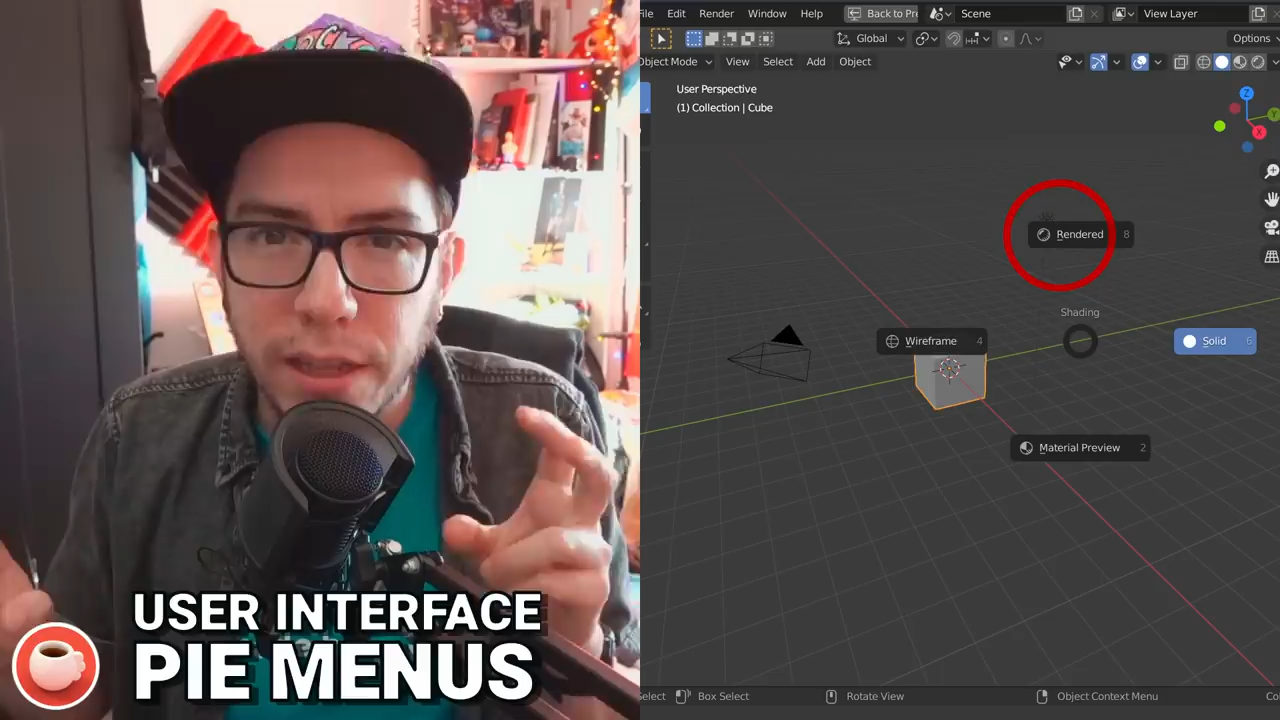 File Edit Render Window Help Back to Pre Scene View Layer
Global Options
Object Mode View Select Add Object
User Perspective
(1) Collection | Cube
Z
Y
X
Rendered 8
Shading
Wireframe 4
Solid 6
Material Preview 2
USER INTERFACE
PIE MENUS
Select Box Select Rotate View Object Context Menu